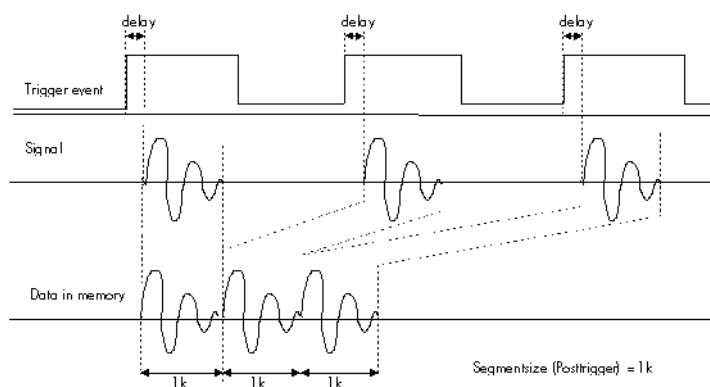 delay delay delay
Trigger event
Signal
Data in memory
Segmentsize (Posttrigger) = 1k
1k 1k 1k